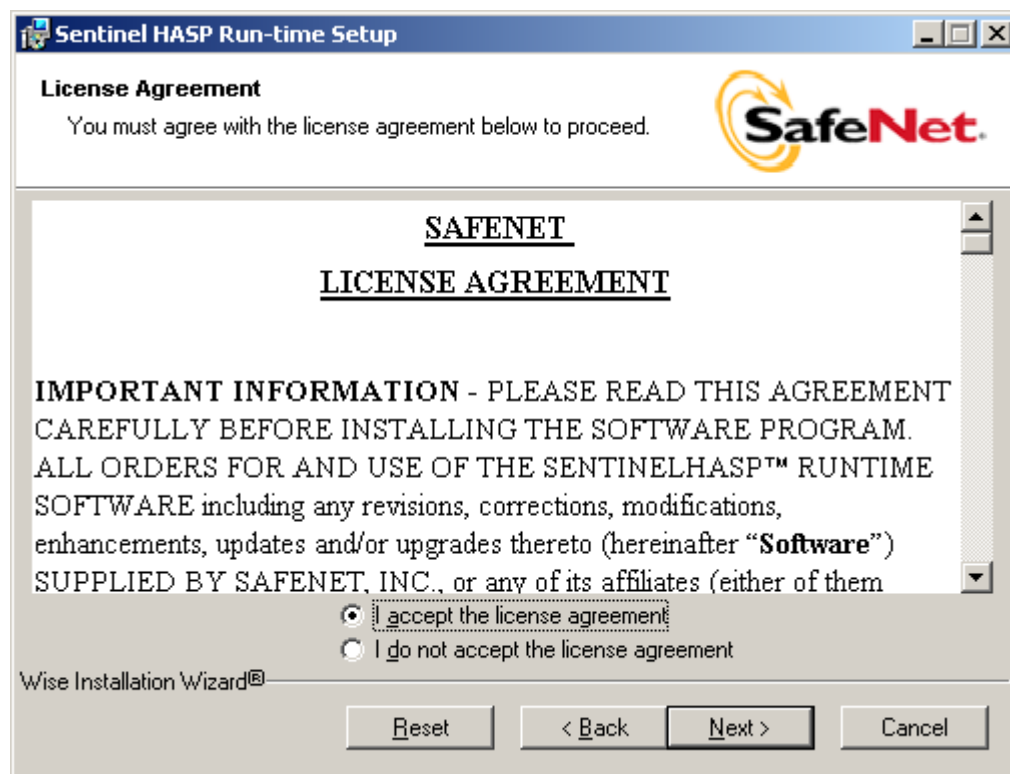 Sentinel HASP Run-time Setup
License Agreement
You must agree with the license agreement below to proceed.
SafeNet.
SAFENET
LICENSE AGREEMENT
IMPORTANT INFORMATION - PLEASE READ THIS AGREEMENT
CAREFULLY BEFORE INSTALLING THE SOFTWARE PROGRAM.
ALL ORDERS FOR AND USE OF THE SENTINELHASP™ RUNTIME
SOFTWARE including any revisions, corrections, modifications,
enhancements, updates and/or upgrades thereto (hereinafter “Software”)
SUPPLIED BY SAFENET, INC., or any of its affiliates (either of them
I accept the license agreement
I do not accept the license agreement
Wise Installation Wizard®
Reset
< Back
Next >
Cancel